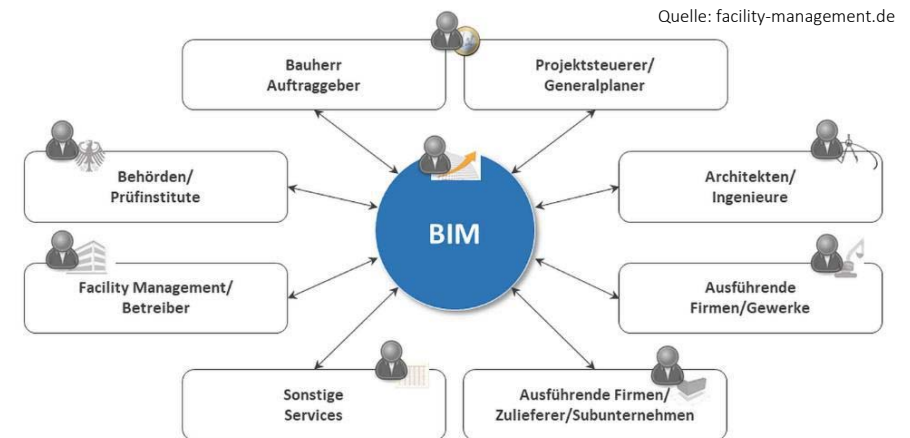 Quelle: facility-management.de
Bauherr
Auftraggeber
Projektsteuerer/
Generalplaner
Behörden/
Prüfinstitute
Architekten/
Ingenieure
BIM
Facility Management/
Betreiber
Ausführende
Firmen/Gewerke
Sonstige
Services
Ausführende Firmen/
Zulieferer/Subunternehmen